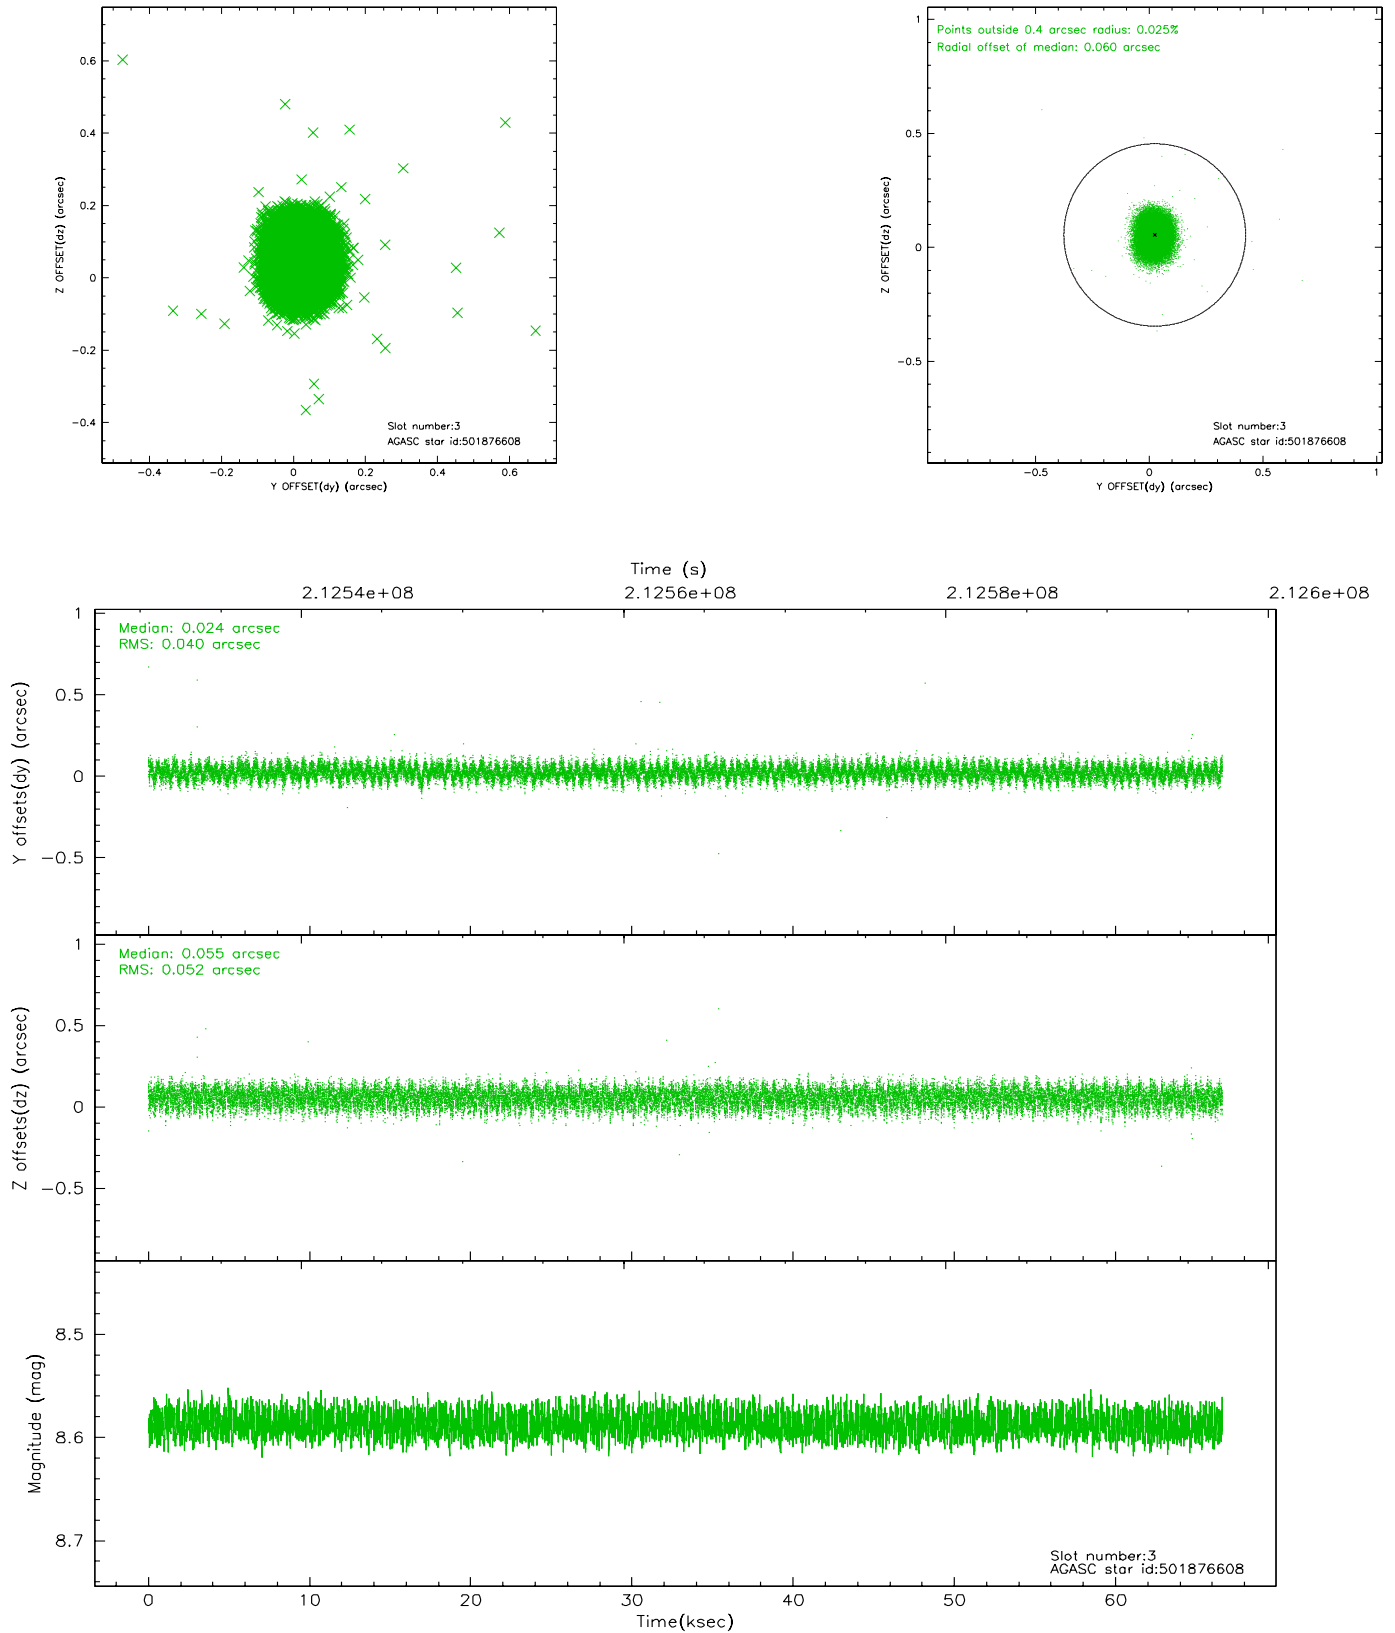 0.6
0.4
0.2
0
−0.2
−0.4
Z OFFSET(dz) (arcsec)
−0.4 −0.2 0 0.2 0.4 0.6
Y OFFSET(dy) (arcsec)
Slot number:3
AGASC star id:501876608
Points outside 0.4 arcsec radius: 0.025%
Radial offset of median: 0.060 arcsec
1
0.5
0
−0.5
Z OFFSET(dz) (arcsec)
−0.5 0 0.5 1
Y OFFSET(dy) (arcsec)
Slot number:3
AGASC star id:501876608
Time (s)
2.1254e+08 2.1256e+08 2.1258e+08 2.126e+08
Median: 0.024 arcsec
RMS: 0.040 arcsec
1
0.5
0
−0.5
Y offsets(dy) (arcsec)
Median: 0.055 arcsec
RMS: 0.052 arcsec
1
0.5
0
−0.5
Z offsets(dz) (arcsec)
8.5
8.6
8.7
Magnitude (mag)
Slot number:3
AGASC star id:501876608
0 10 20 30 40 50 60
Time(ksec)